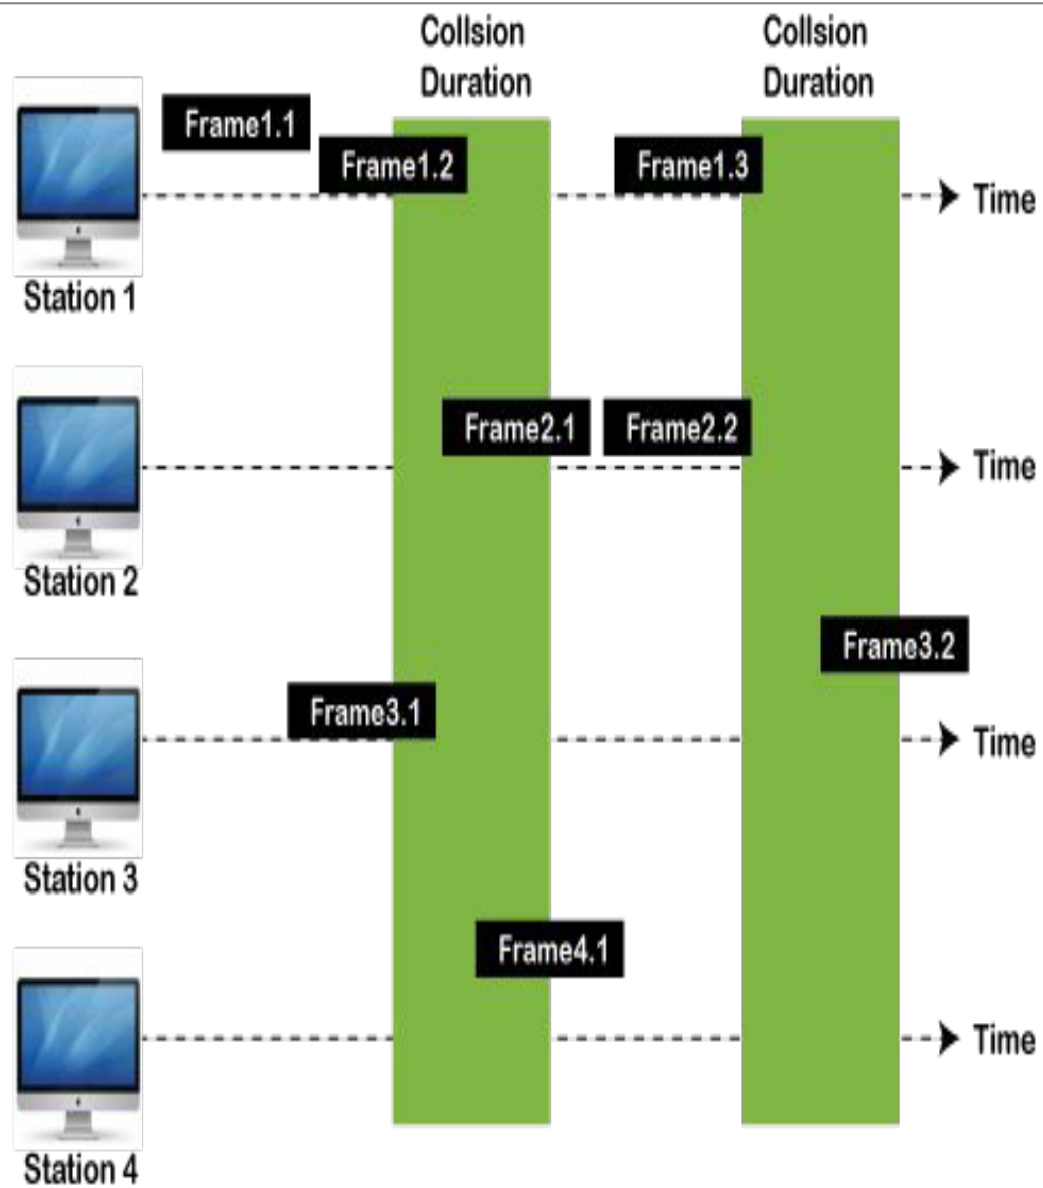 Collsion
Duration
Collsion
Duration
Frame1.1
Frame1.2
Frame1.3
Time
Station 1
Frame2.1
Frame2.2
Time
Station 2
Frame3.2
Frame3.1
Time
Station 3
Frame4.1
Time
Station 4